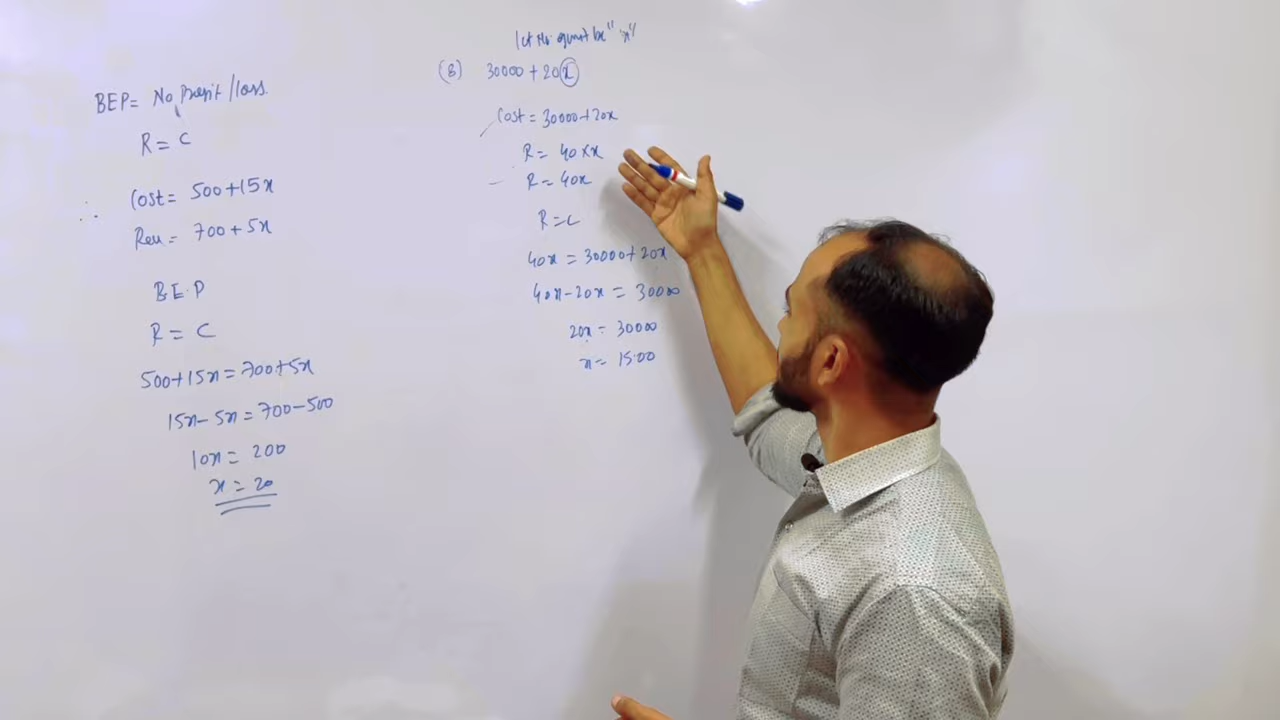 BEP = No Profit/loss.
R = C
∴ Cost = 500+15x
Rev = 700+5x
B.E.P
R = C
500+15x = 700+5x
15x-5x = 700-500
10x = 200
x = 20
let the be "x"
(8) 30000+20x
Cost = 30000+20x
R = 40×x
R = 40x
R=C
40x = 30000+20x
40x-20x = 30000
20x = 30000
x = 1500